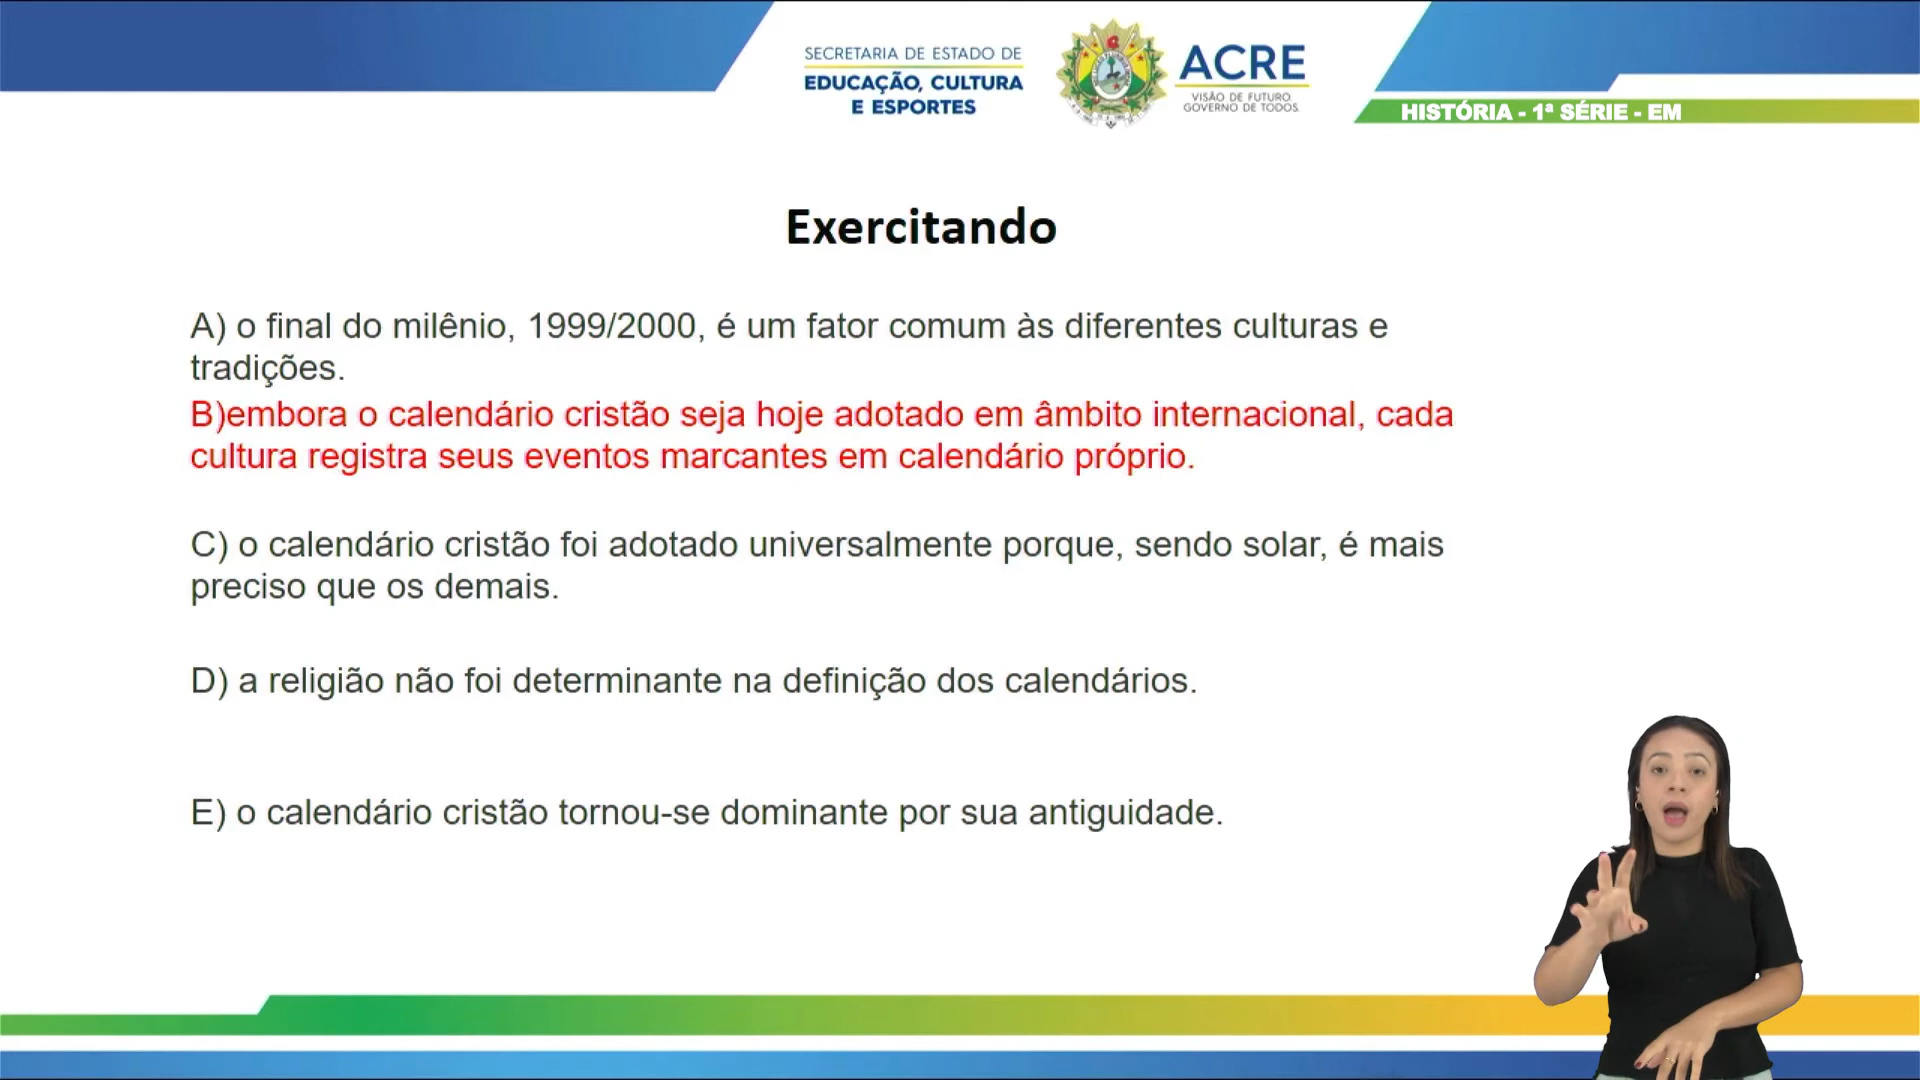 SECRETARIA DE ESTADO DE
EDUCAÇÃO, CULTURA
E ESPORTES
ACRE
VISÃO DE FUTURO.
GOVERNO DE TODOS.
HISTÓRIA - 1ª SÉRIE - EM
Exercitando
A) o final do milênio, 1999/2000, é um fator comum às diferentes culturas e
tradições.
B)embora o calendário cristão seja hoje adotado em âmbito internacional, cada
cultura registra seus eventos marcantes em calendário próprio.
C) o calendário cristão foi adotado universalmente porque, sendo solar, é mais
preciso que os demais.
D) a religião não foi determinante na definição dos calendários.
E) o calendário cristão tornou-se dominante por sua antiguidade.